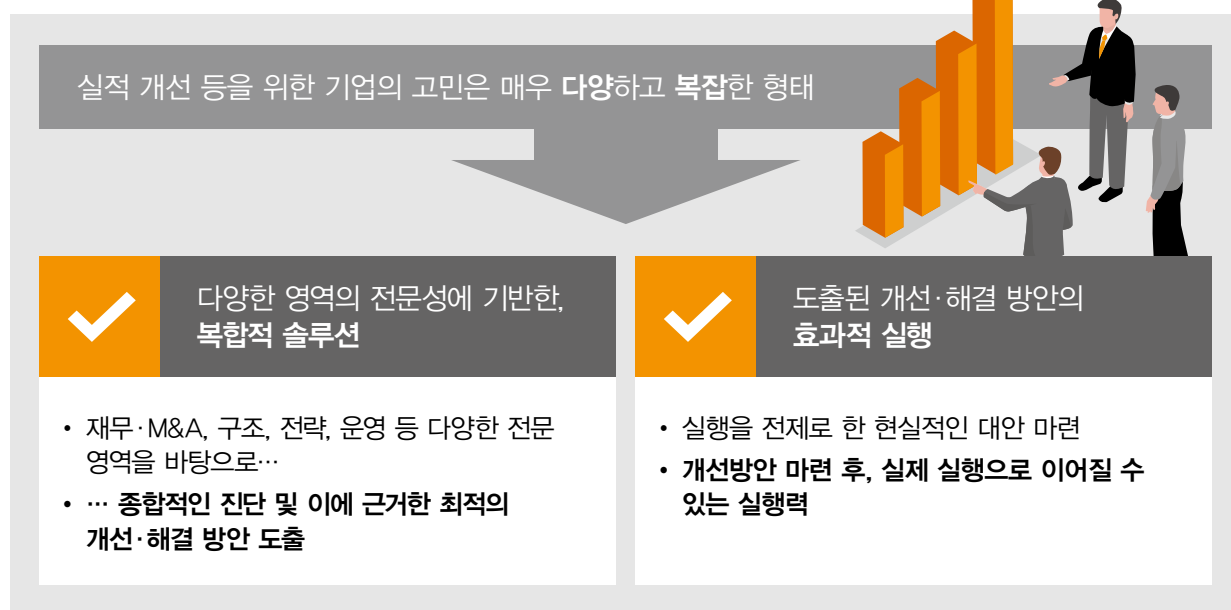 실적 개선 등을 위한 기업의 고민은 매우 다양하고 복잡한 형태
다양한 영역의 전문성에 기반한,
복합적 솔루션
• 재무·M&A, 구조, 전략, 운영 등 다양한 전문
영역을 바탕으로…
• … 종합적인 진단 및 이에 근거한 최적의
개선·해결 방안 도출
도출된 개선·해결 방안의
효과적 실행
• 실행을 전제로 한 현실적인 대안 마련
• 개선방안 마련 후, 실제 실행으로 이어질 수
있는 실행력